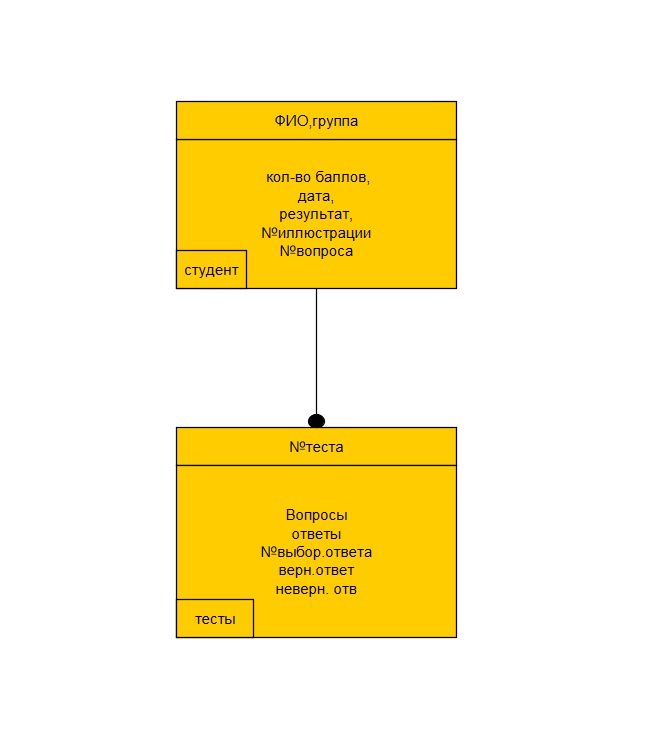 ФИО,группа
кол-во баллов,
дата,
результат,
№иллюстрации
№вопроса
студент
№теста
Вопросы
ответы
№выбор.ответа
верн.ответ
неверн. отв
тесты